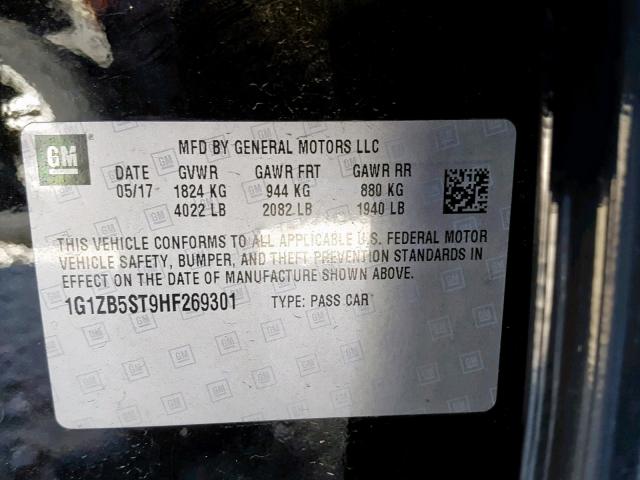 GM
MFD BY GENERAL MOTORS LLC
DATE GVWR GAWR FRT GAWR RR
05/17 1824 KG 944 KG 880 KG
4022 LB 2082 LB 1940 LB
THIS VEHICLE CONFORMS TO ALL APPLICABLE U.S. FEDERAL MOTOR
VEHICLE SAFETY, BUMPER, AND THEFT PREVENTION STANDARDS IN
EFFECT ON THE DATE OF MANUFACTURE SHOWN ABOVE.
1G1ZB5ST9HF269301 TYPE: PASS CAR